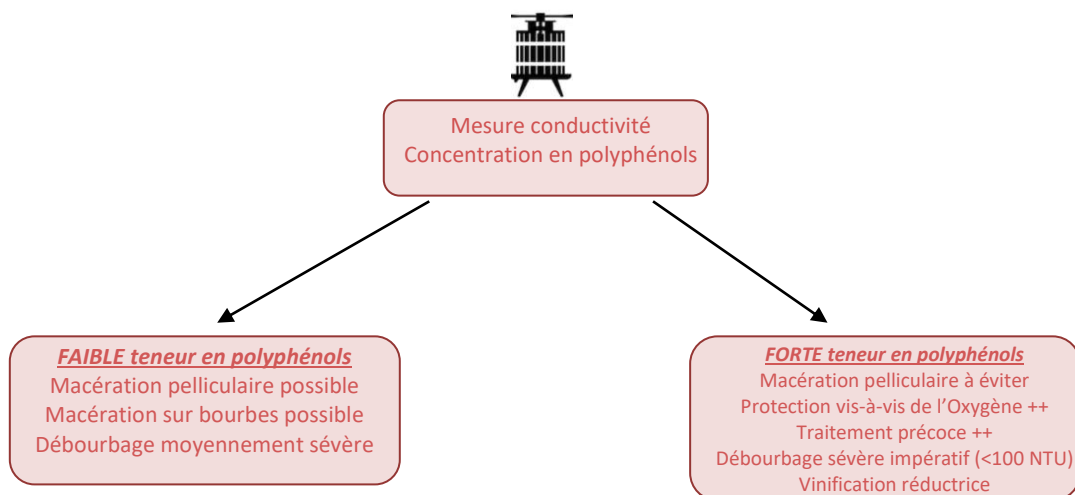 Mesure conductivité
Concentration en polyphénols
FAIBLE teneur en polyphénols
Macération pelliculaire possible
Macération sur bourbes possible
Débourbage moyennement sévère
FORTE teneur en polyphénols
Macération pelliculaire à éviter
Protection vis-à-vis de l’Oxygène ++
Traitement précoce ++
Débourbage sévère impératif (<100 NTU)
Vinification réductrice